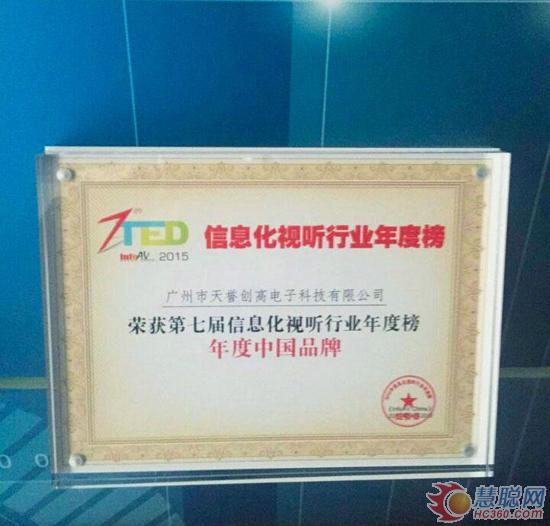 信息化视听行业年度榜
InfoAV 2015
广州市天誉创高电子科技有限公司
荣获第七届信息化视听行业年度榜
年度中国品牌
慧聪网
HC360.com